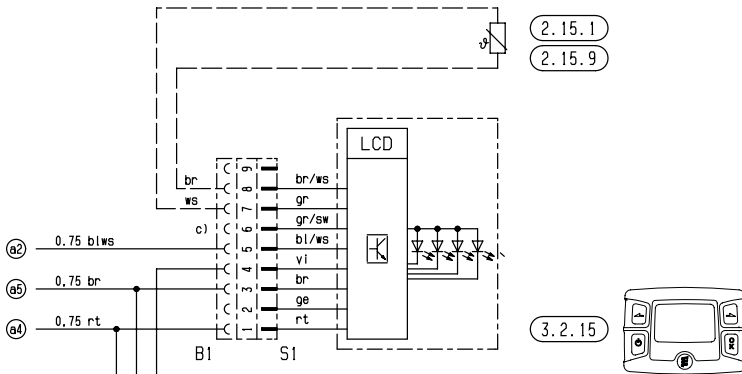 ϑ
2.15.1
2.15.9
LCD
br 9
8 br/ws
ws 7 gr
c) 6 gr/sw
a2 0.75 blws 5 bl/ws
4 vi
a5 0,75 br 3 br
2 ge
a4 0,75 rt 1 rt
B1 S1
3.2.15
OK